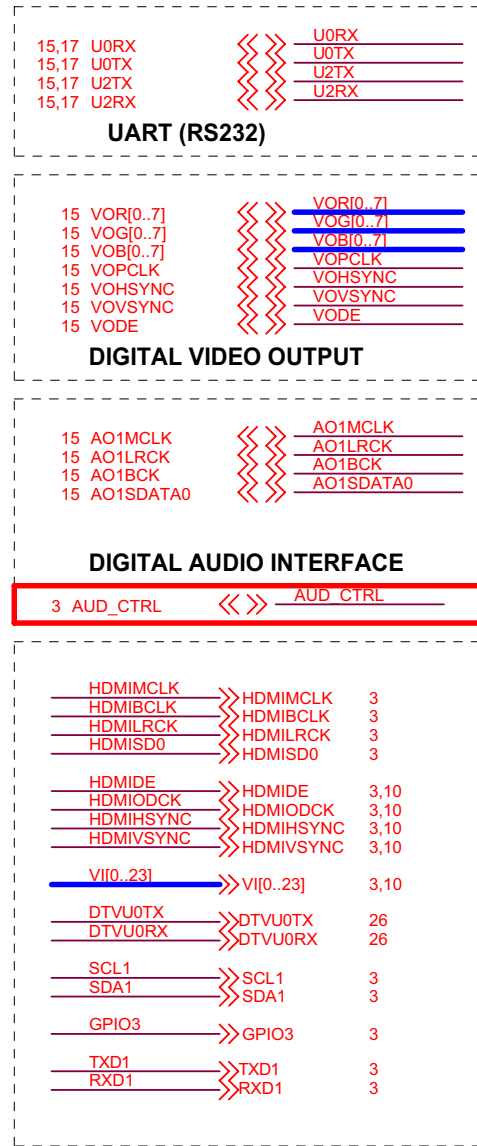 15,17 U0RX U0RX
15,17 U0TX U0TX
15,17 U2TX U2TX
15,17 U2RX U2RX
UART (RS232)
15 VOR[0..7] VOR[0..7]
15 VOG[0..7] VOG[0..7]
15 VOB[0..7] VOB[0..7]
15 VOPCLK VOPCLK
15 VOHSYNC VOHSYNC
15 VOVSYNC VOVSYNC
15 VODE VODE
DIGITAL VIDEO OUTPUT
15 AO1MCLK AO1MCLK
15 AO1LRCK AO1LRCK
15 AO1BCK AO1BCK
15 AO1SDATA0 AO1SDATA0
DIGITAL AUDIO INTERFACE
3 AUD_CTRL AUD_CTRL
HDMIMCLK HDMIMCLK 3
HDMIBCLK HDMIBCLK 3
HDMILRCK HDMILRCK 3
HDMISD0 HDMISD0 3
HDMIDE HDMIDE 3,10
HDMIODCK HDMIODCK 3,10
HDMIHSYNC HDMIHSYNC 3,10
HDMIVSYNC HDMIVSYNC 3,10
VI[0..23] VI[0..23] 3,10
DTVU0TX DTVU0TX 26
DTVU0RX DTVU0RX 26
SCL1 SCL1 3
SDA1 SDA1 3
GPIO3 GPIO3 3
TXD1 TXD1 3
RXD1 RXD1 3